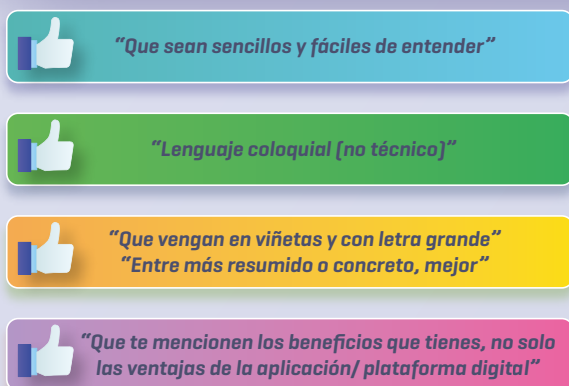 “Que sean sencillos y fáciles de entender”
“Lenguaje coloquial (no técnico)”
“Que vengan en viñetas y con letra grande”
“Entre más resumido o concreto, mejor”
“Que te mencionen los beneficios que tienes, no solo
las ventajas de la aplicación/ plataforma digital”